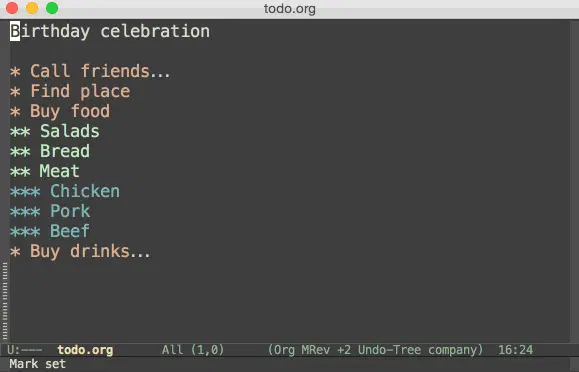 todo.org
Birthday celebration
* Call friends...
* Find place
* Buy food
** Salads
** Bread
** Meat
*** Chicken
*** Pork
*** Beef
* Buy drinks...
U:--- todo.org All (1,0) (Org MRev +2 Undo-Tree company) 16:24
Mark set